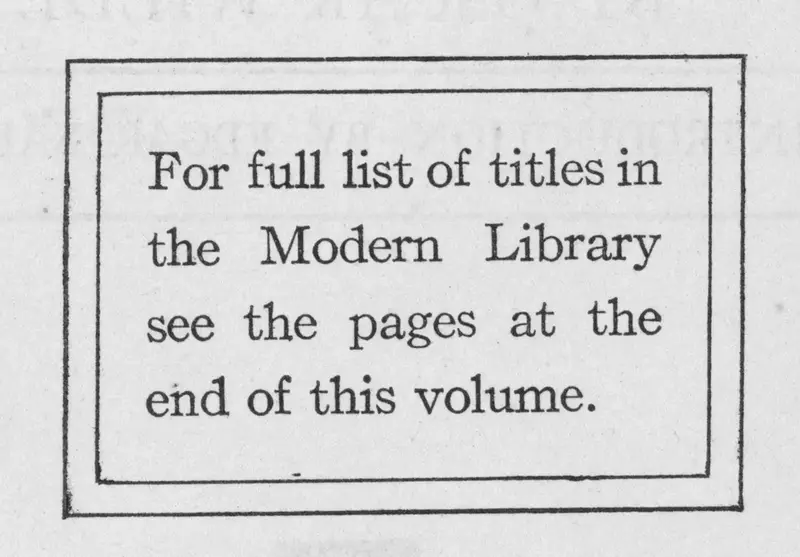 For full list of titles in
the Modern Library
see the pages at the
end of this volume.